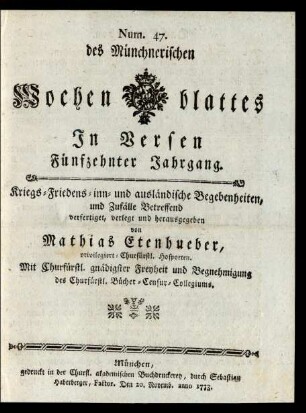 Num. 47.
des Münchnerischen
Wochen blattes
In Versen
Fünfzehnter Jahrgang.
Kriegs-Friedens-inn- und ausländische Begebenheiten,
und Zufälle Betreffend
verfertiget, verlegt und herausgegeben
von
Mathias Etenhueber,
privilegiert-Churfürstl. Hofpoeten.
Mit Churfürstl. gnädigster Freyheit und Begnehmigung
des Churfürstl. Bücher-Censur-Collegiums.
München,
gedruckt in der Churfl. akademischen Buchdruckerey, durch Sebastian
Haberberger, Faktor. Den 20. Novemb. anno 1773.